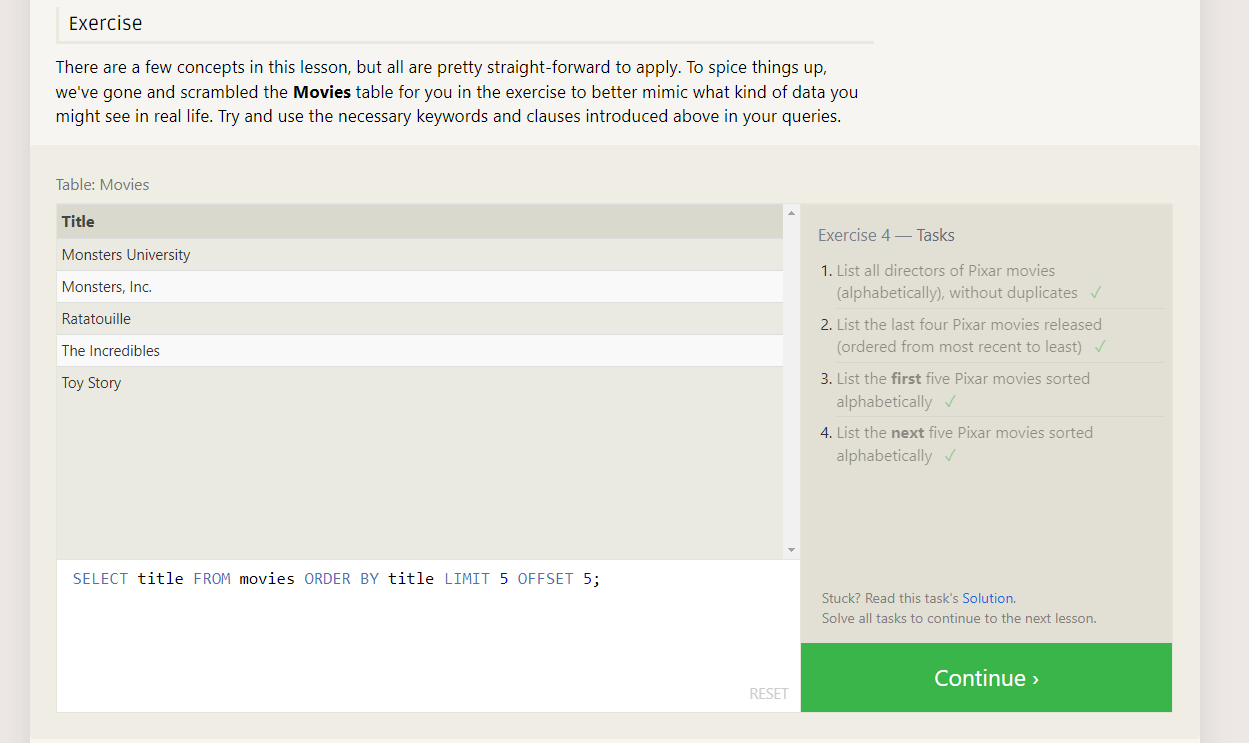 Exercise
There are a few concepts in this lesson, but all are pretty straight-forward to apply. To spice things up,
we've gone and scrambled the Movies table for you in the exercise to better mimic what kind of data you
might see in real life. Try and use the necessary keywords and clauses introduced above in your queries.
Table: Movies
Title
Monsters University
Monsters, Inc.
Ratatouille
The Incredibles
Toy Story
SELECT title FROM movies ORDER BY title LIMIT 5 OFFSET 5;
RESET
Exercise 4 — Tasks
1. List all directors of Pixar movies
(alphabetically), without duplicates ✓
2. List the last four Pixar movies released
(ordered from most recent to least) ✓
3. List the first five Pixar movies sorted
alphabetically ✓
4. List the next five Pixar movies sorted
alphabetically ✓
Stuck? Read this task's Solution.
Solve all tasks to continue to the next lesson.
Continue ›